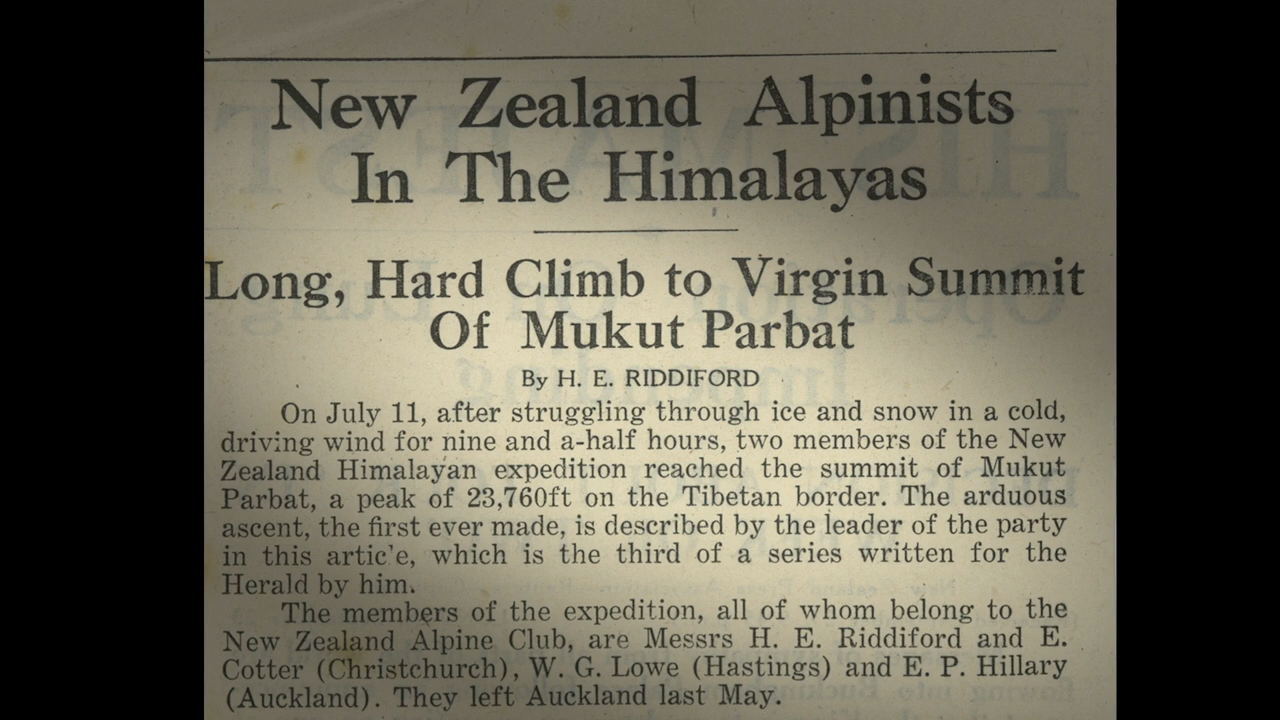 New Zealand Alpinists
In The Himalayas
Long, Hard Climb to Virgin Summit
Of Mukut Parbat
By H. E. RIDDIFORD
On July 11, after struggling through ice and snow in a cold,
driving wind for nine and a-half hours, two members of the New
Zealand Himalayan expedition reached the summit of Mukut
Parbat, a peak of 23,760ft on the Tibetan border. The arduous
ascent, the first ever made, is described by the leader of the party
in this artic'e, which is the third of a series written for the
Herald by him.
The members of the expedition, all of whom belong to the
New Zealand Alpine Club, are Messrs H. E. Riddiford and E.
Cotter (Christchurch), W. G. Lowe (Hastings) and E. P. Hillary
(Auckland). They left Auckland last May.